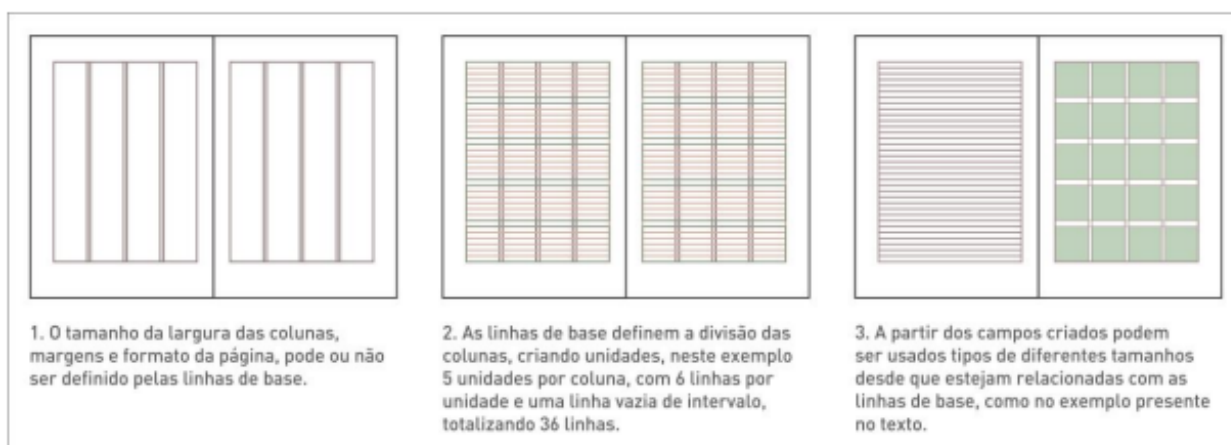 1. O tamanho da largura das colunas,
margens e formato da página, pode ou não
ser definido pelas linhas de base.
2. As linhas de base definem a divisão das
colunas, criando unidades, neste exemplo
5 unidades por coluna, com 6 linhas por
unidade e uma linha vazia de intervalo,
totalizando 36 linhas.
3. A partir dos campos criados podem
ser usados tipos de diferentes tamanhos
desde que estejam relacionadas com as
linhas de base, como no exemplo presente
no texto.